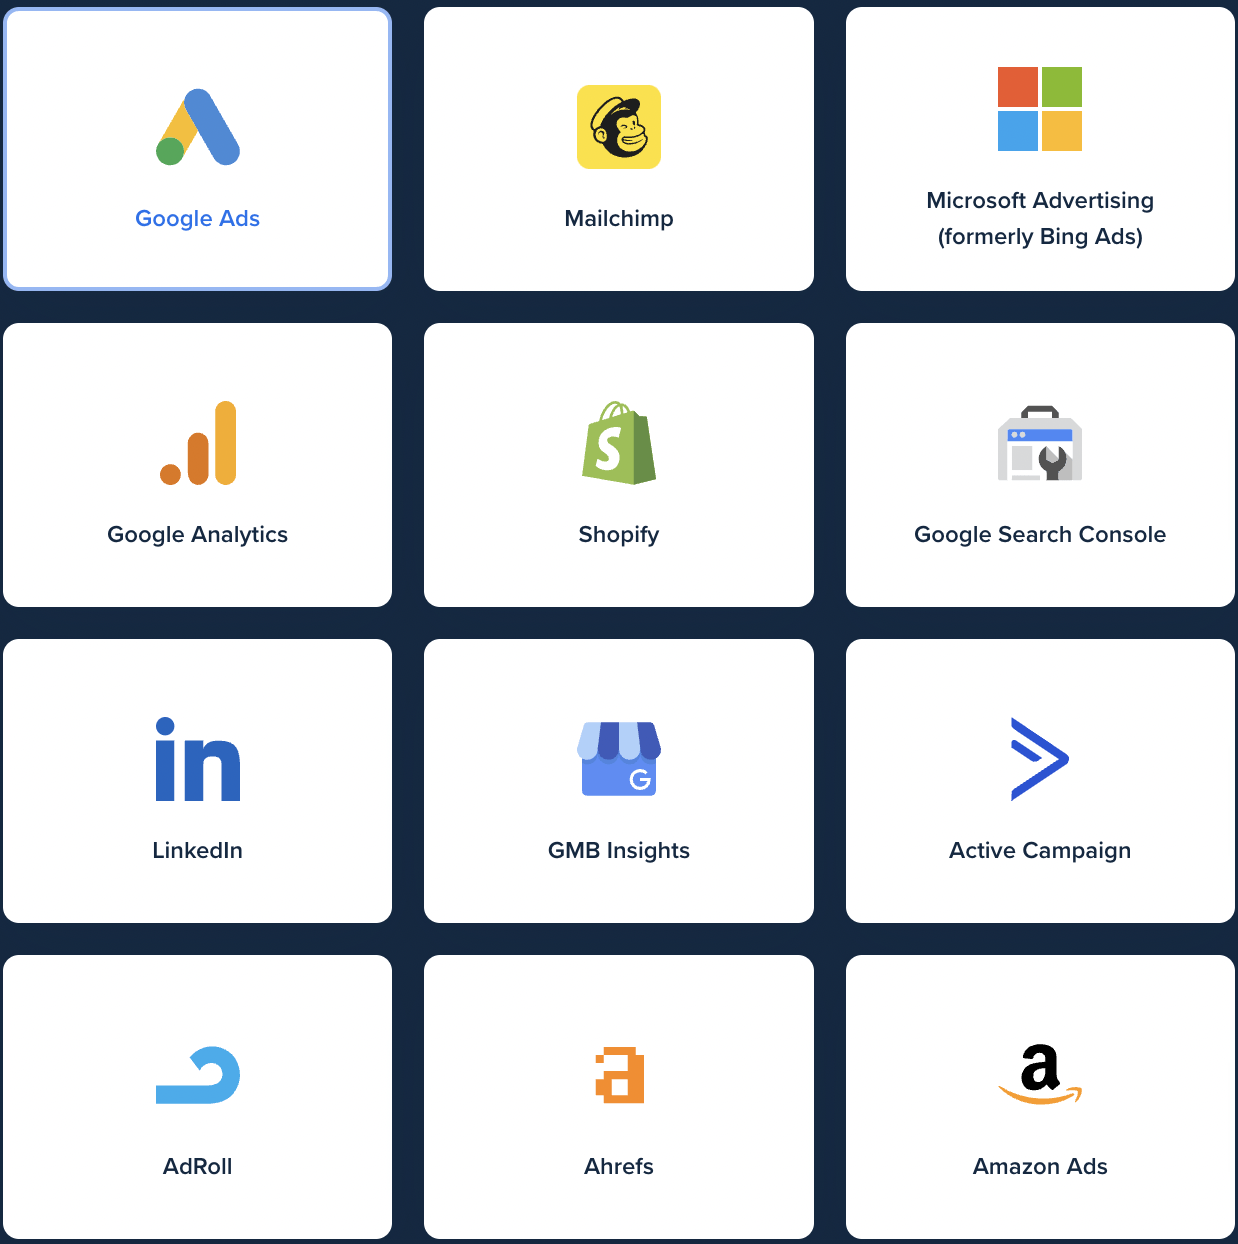 Google Ads
Mailchimp
Microsoft Advertising
(formerly Bing Ads)
Google Analytics
S
Shopify
Google Search Console
in
LinkedIn
G
GMB Insights
Active Campaign
AdRoll
a
Ahrefs
a
Amazon Ads